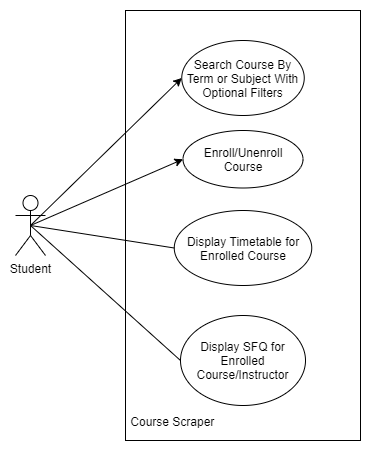 Search Course By
Term or Subject With
Optional Filters
Enroll/Unenroll
Course
Display Timetable for
Enrolled Course
Student
Display SFQ for
Enrolled
Course/Instructor
Course Scraper